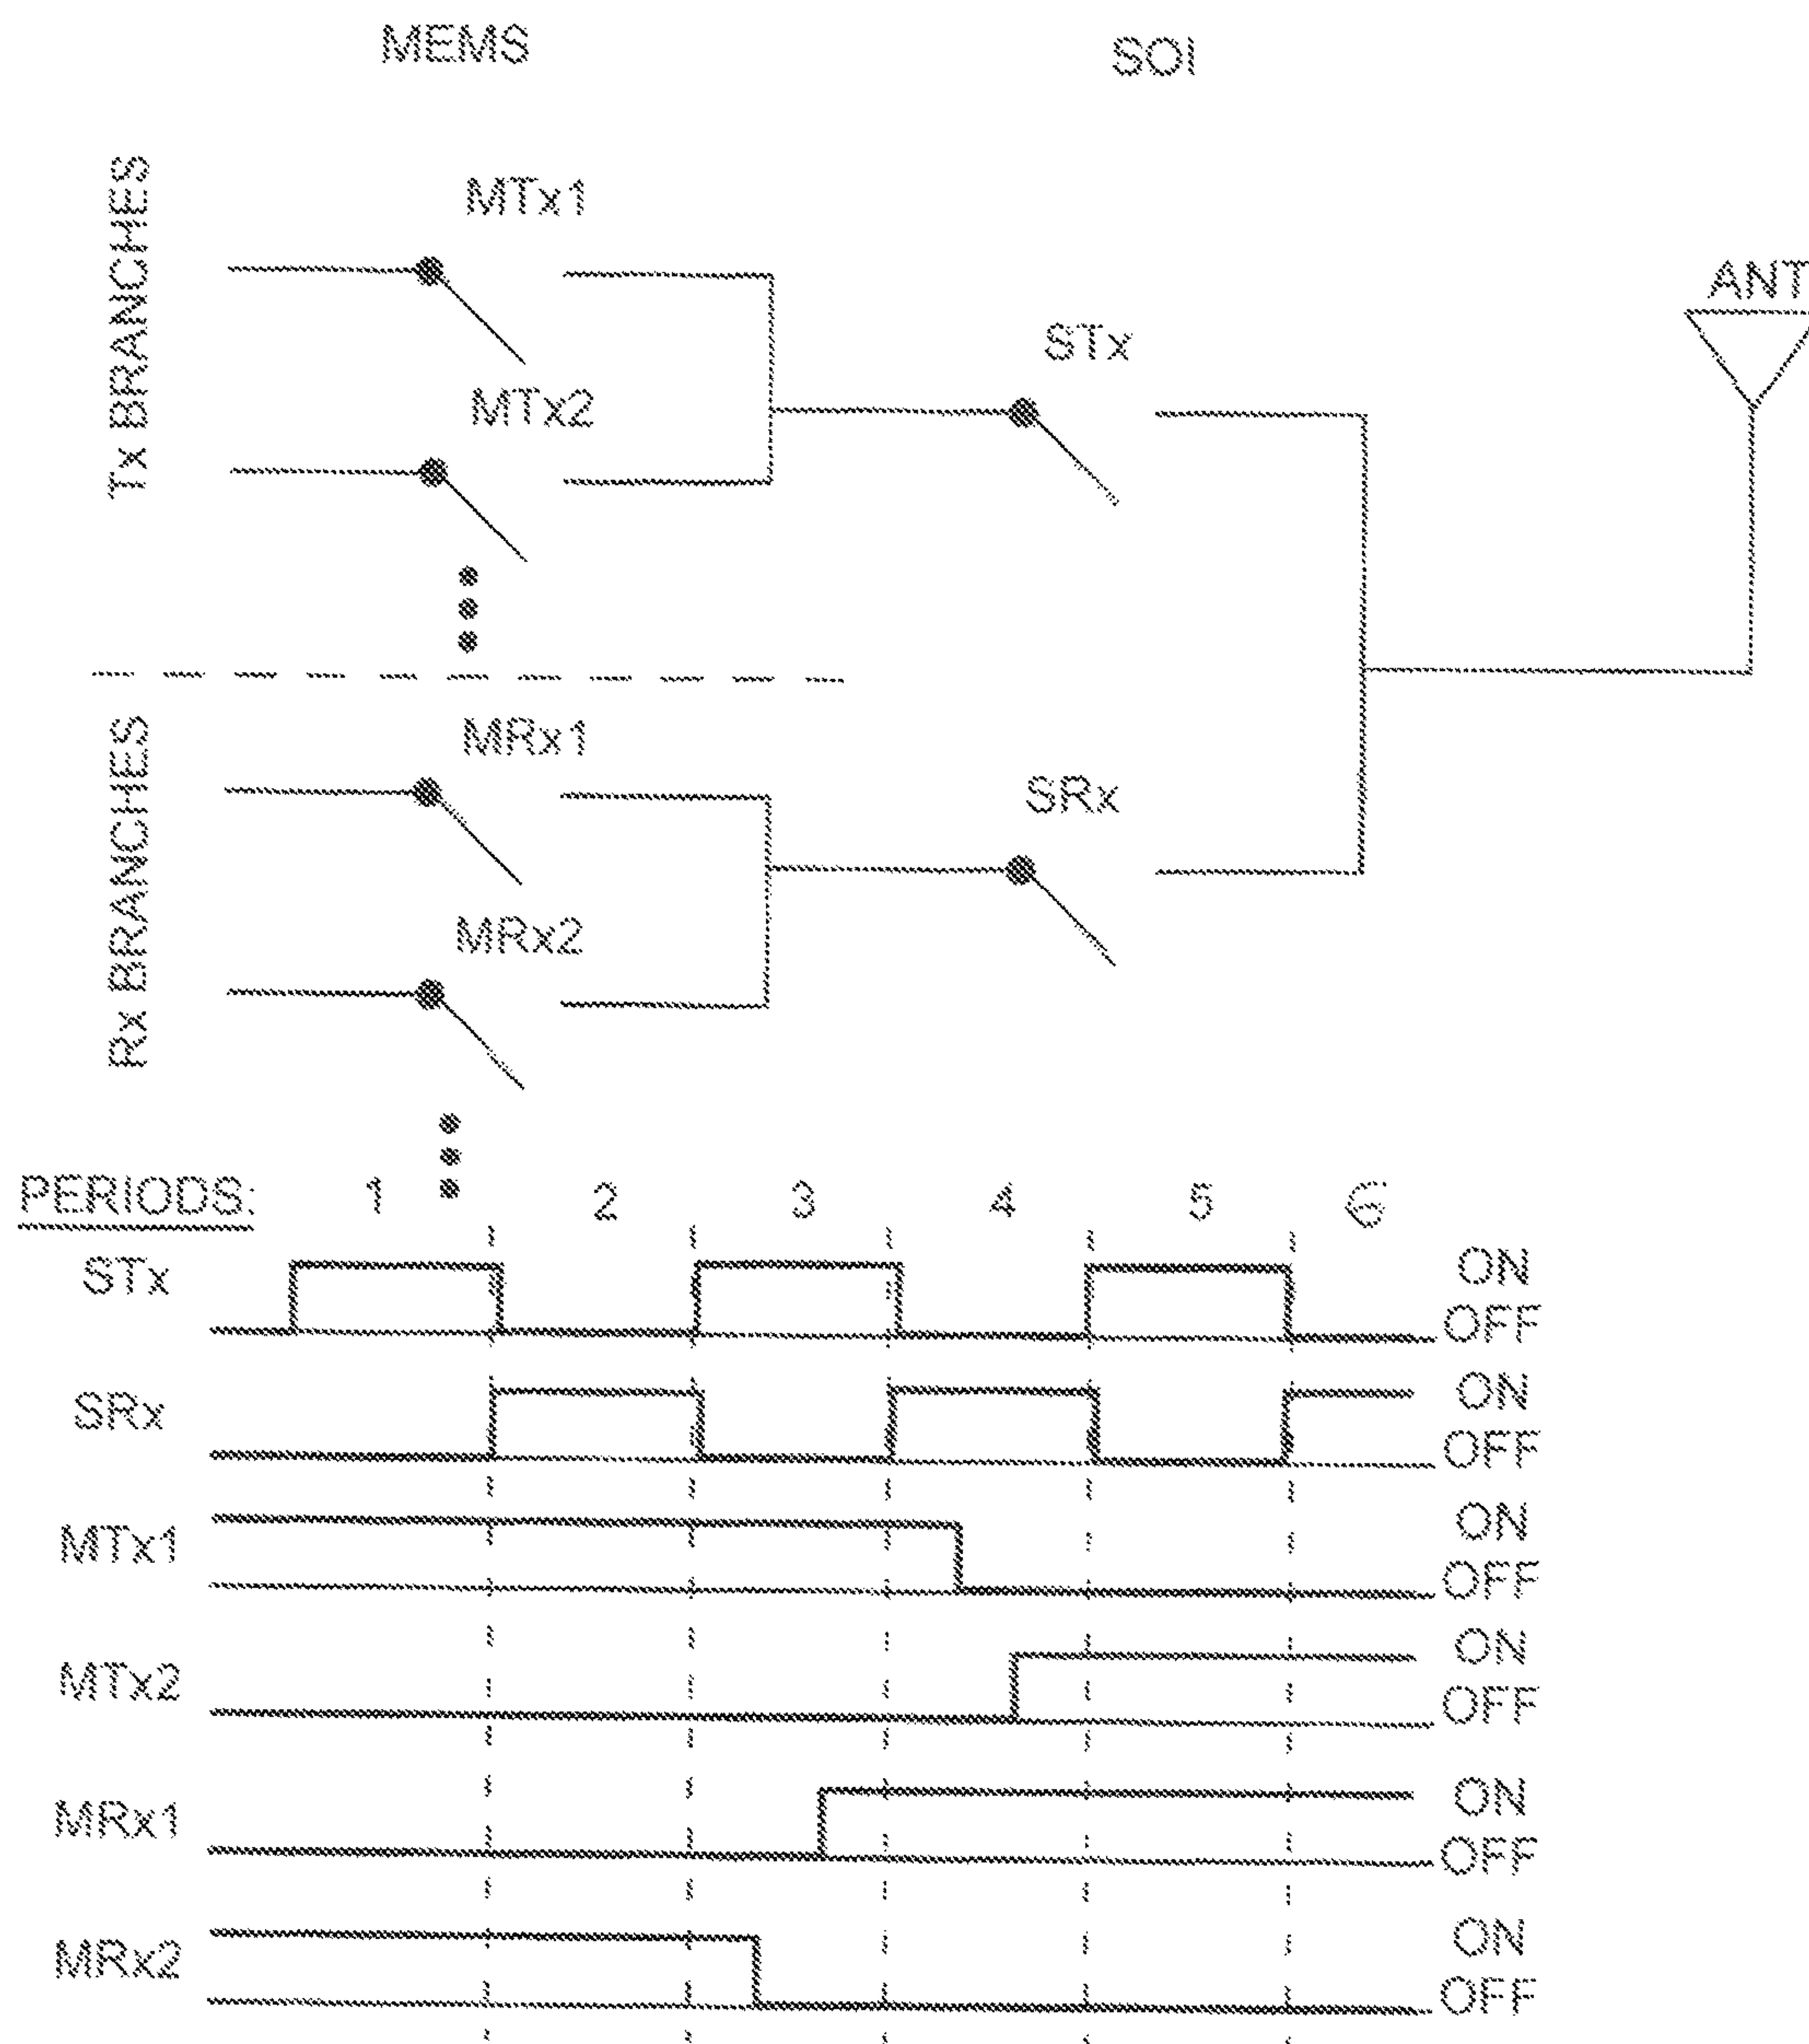 MEMS
SOI
Tx BRANCHES
MTx1
MTx2
STx
ANT
Rx BRANCHES
MRx1
MRx2
SRx
PERIODS: 1 2 3 4 5 6
STx ON OFF
SRx ON OFF
MTx1 ON OFF
MTx2 ON OFF
MRx1 ON OFF
MRx2 ON OFF